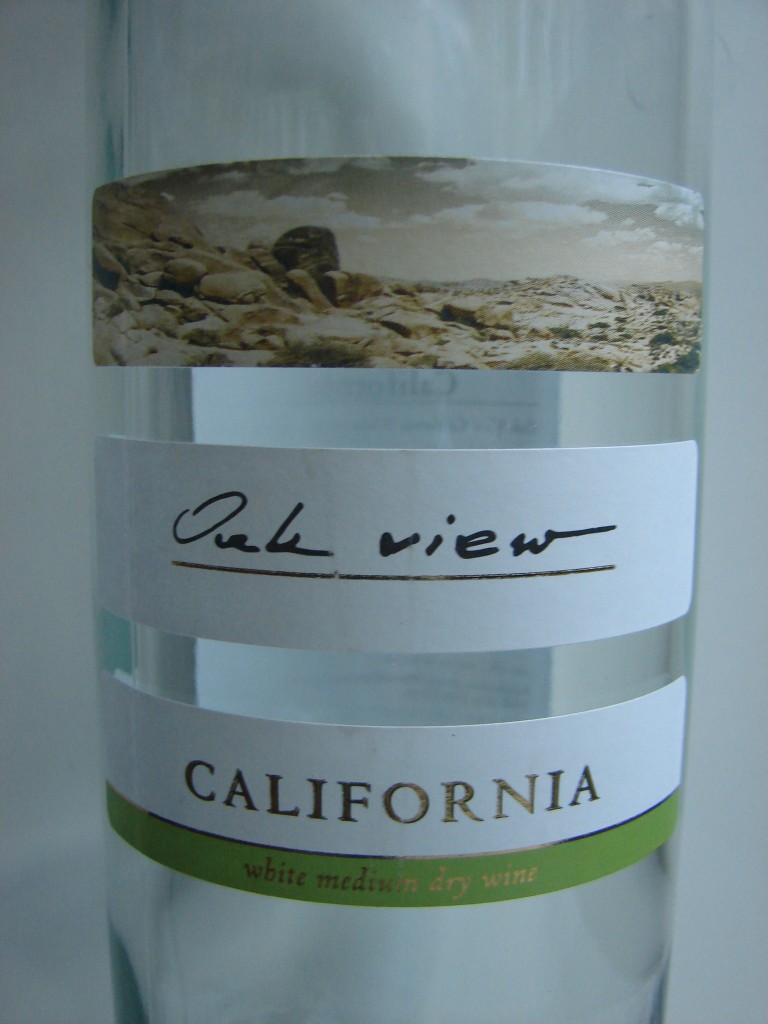 Oak view
CALIFORNIA
white medium dry wine